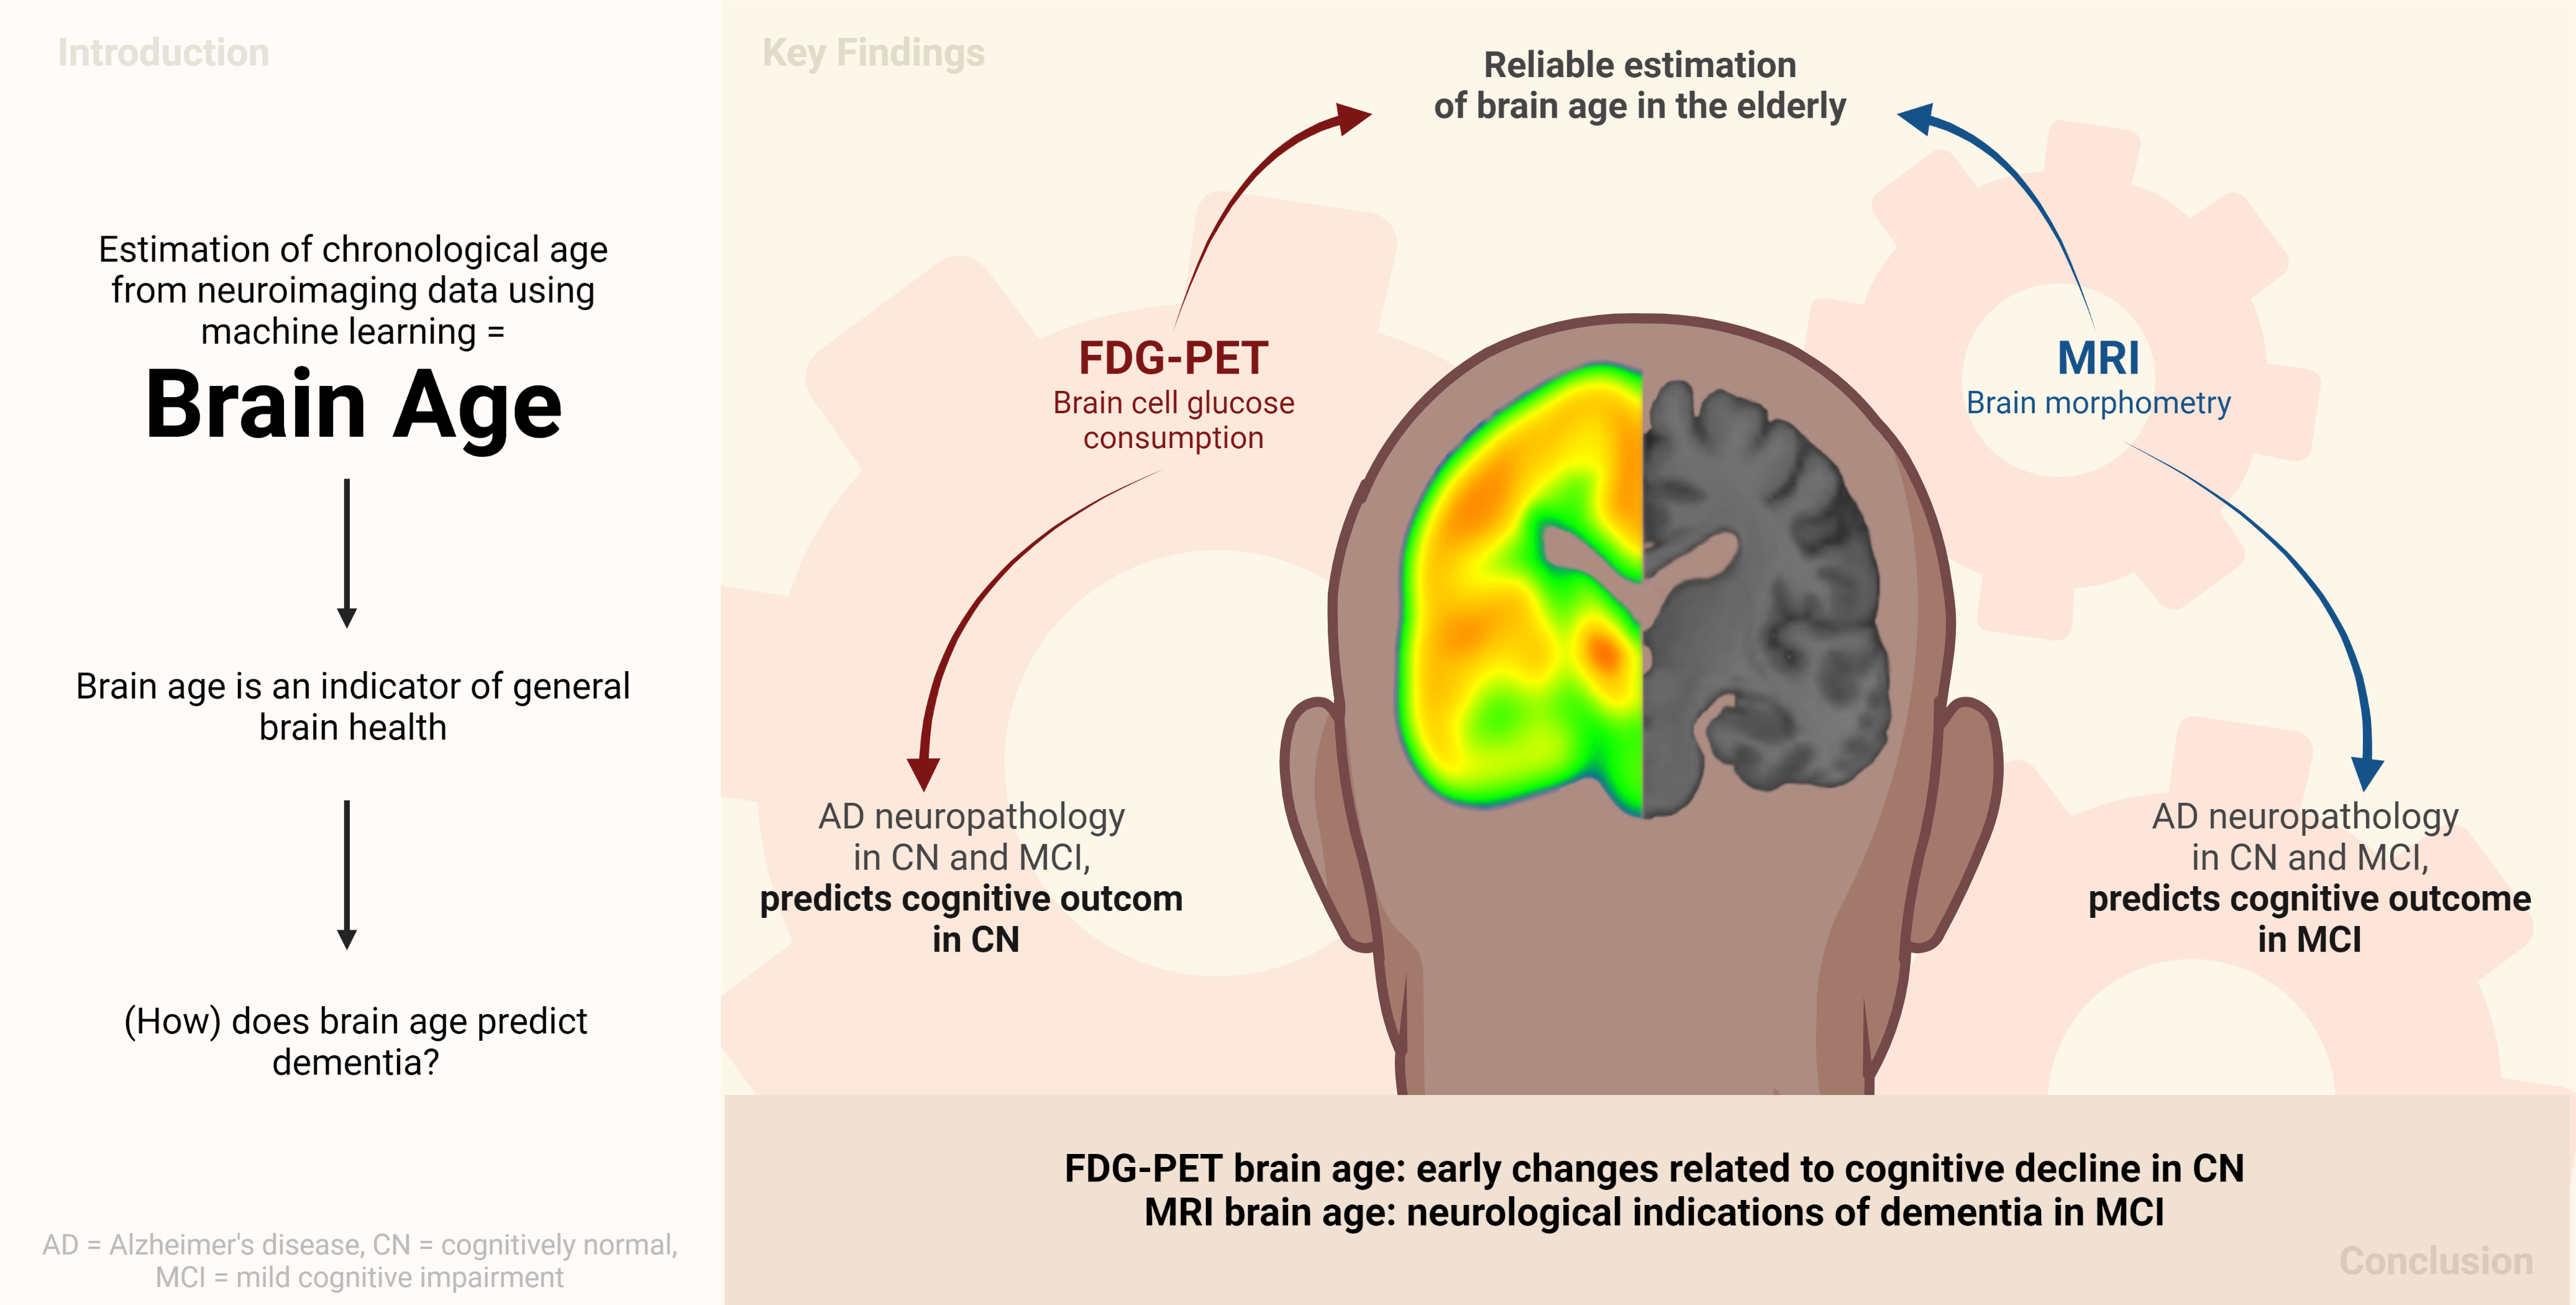 Introduction
Estimation of chronological age
from neuroimaging data using
machine learning =
Brain Age
Brain age is an indicator of general
brain health
(How) does brain age predict
dementia?
AD = Alzheimer's disease, CN = cognitively normal,
MCI = mild cognitive impairment
Key Findings
Reliable estimation
of brain age in the elderly
FDG-PET
Brain cell glucose
consumption
MRI
Brain morphometry
AD neuropathology
in CN and MCI,
predicts cognitive outcom
in CN
AD neuropathology
in CN and MCI,
predicts cognitive outcome
in MCI
FDG-PET brain age: early changes related to cognitive decline in CN
MRI brain age: neurological indications of dementia in MCI
Conclusion